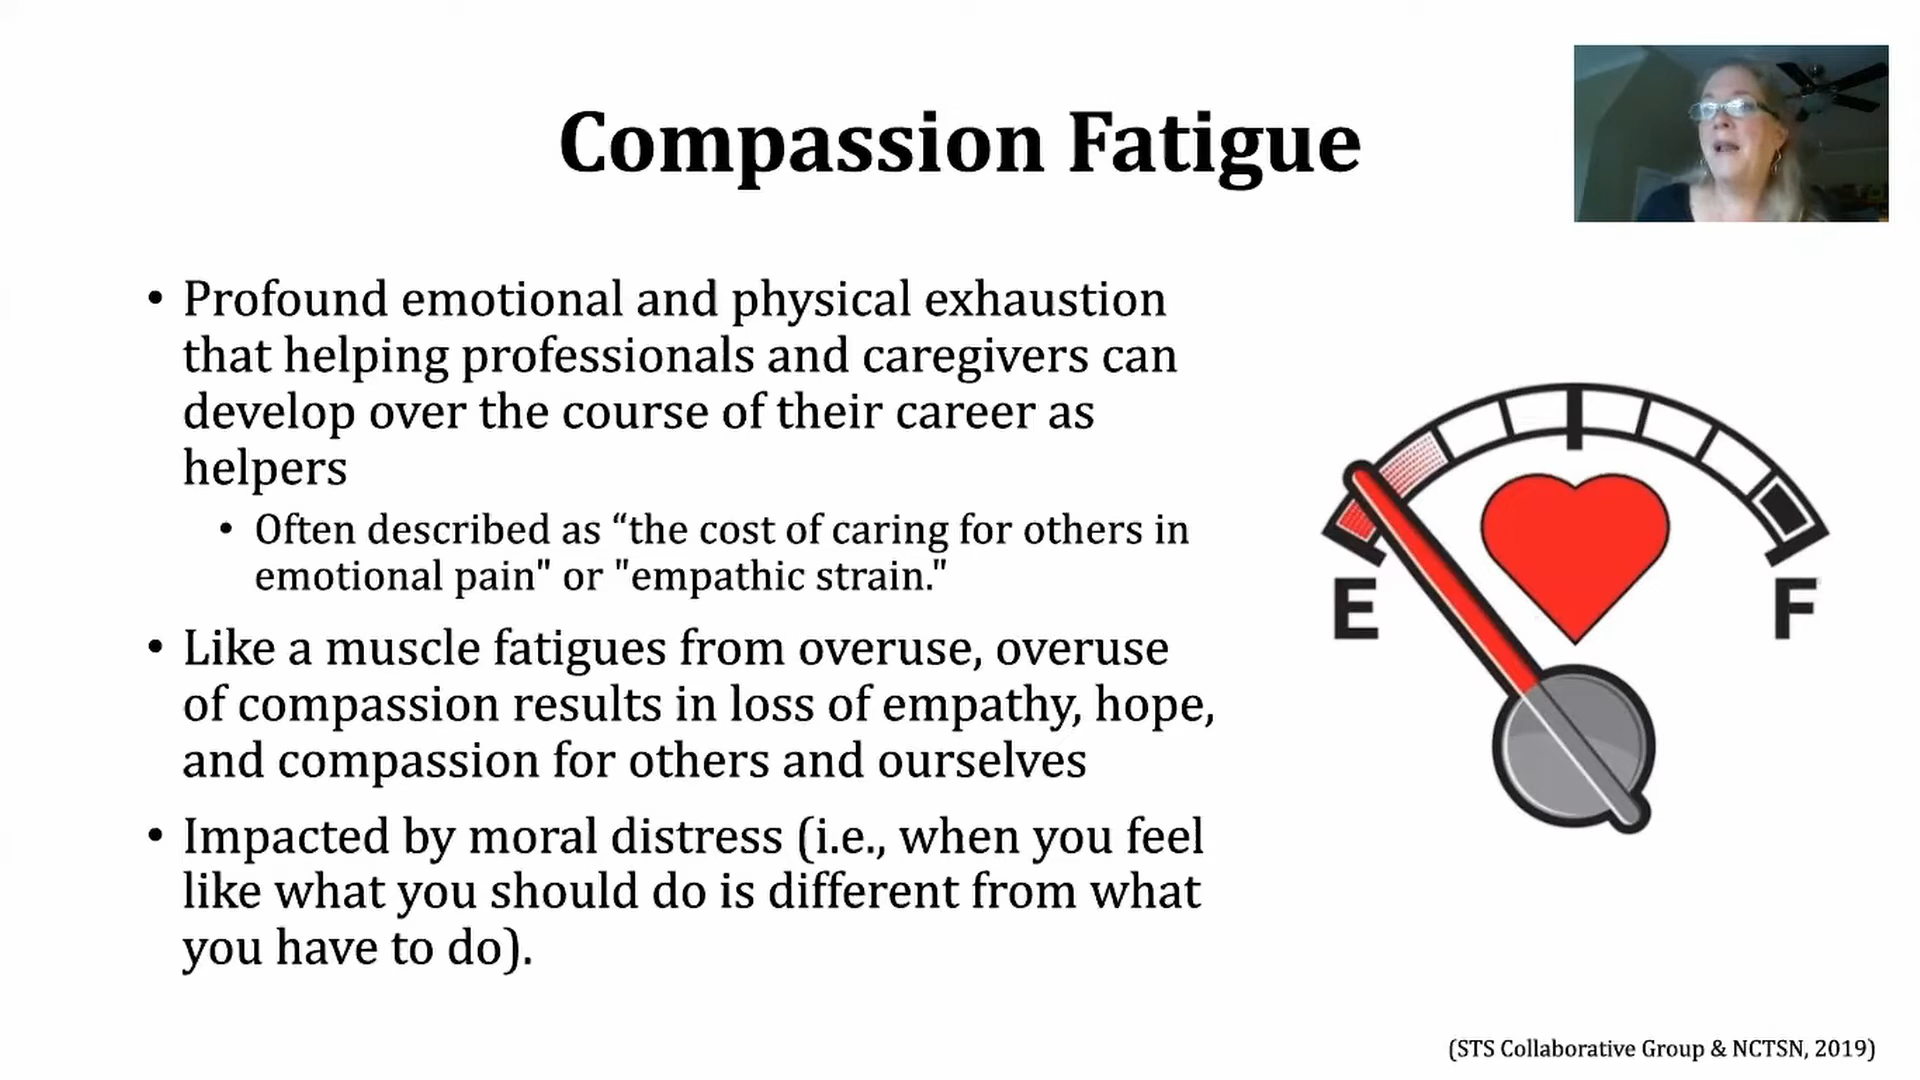 Compassion Fatigue
• Profound emotional and physical exhaustion
that helping professionals and caregivers can
develop over the course of their career as
helpers
• Often described as “the cost of caring for others in
emotional pain" or "empathic strain."
• Like a muscle fatigues from overuse, overuse
of compassion results in loss of empathy, hope,
and compassion for others and ourselves
• Impacted by moral distress (i.e., when you feel
like what you should do is different from what
you have to do).
E
F
(STS Collaborative Group & NCTSN, 2019)